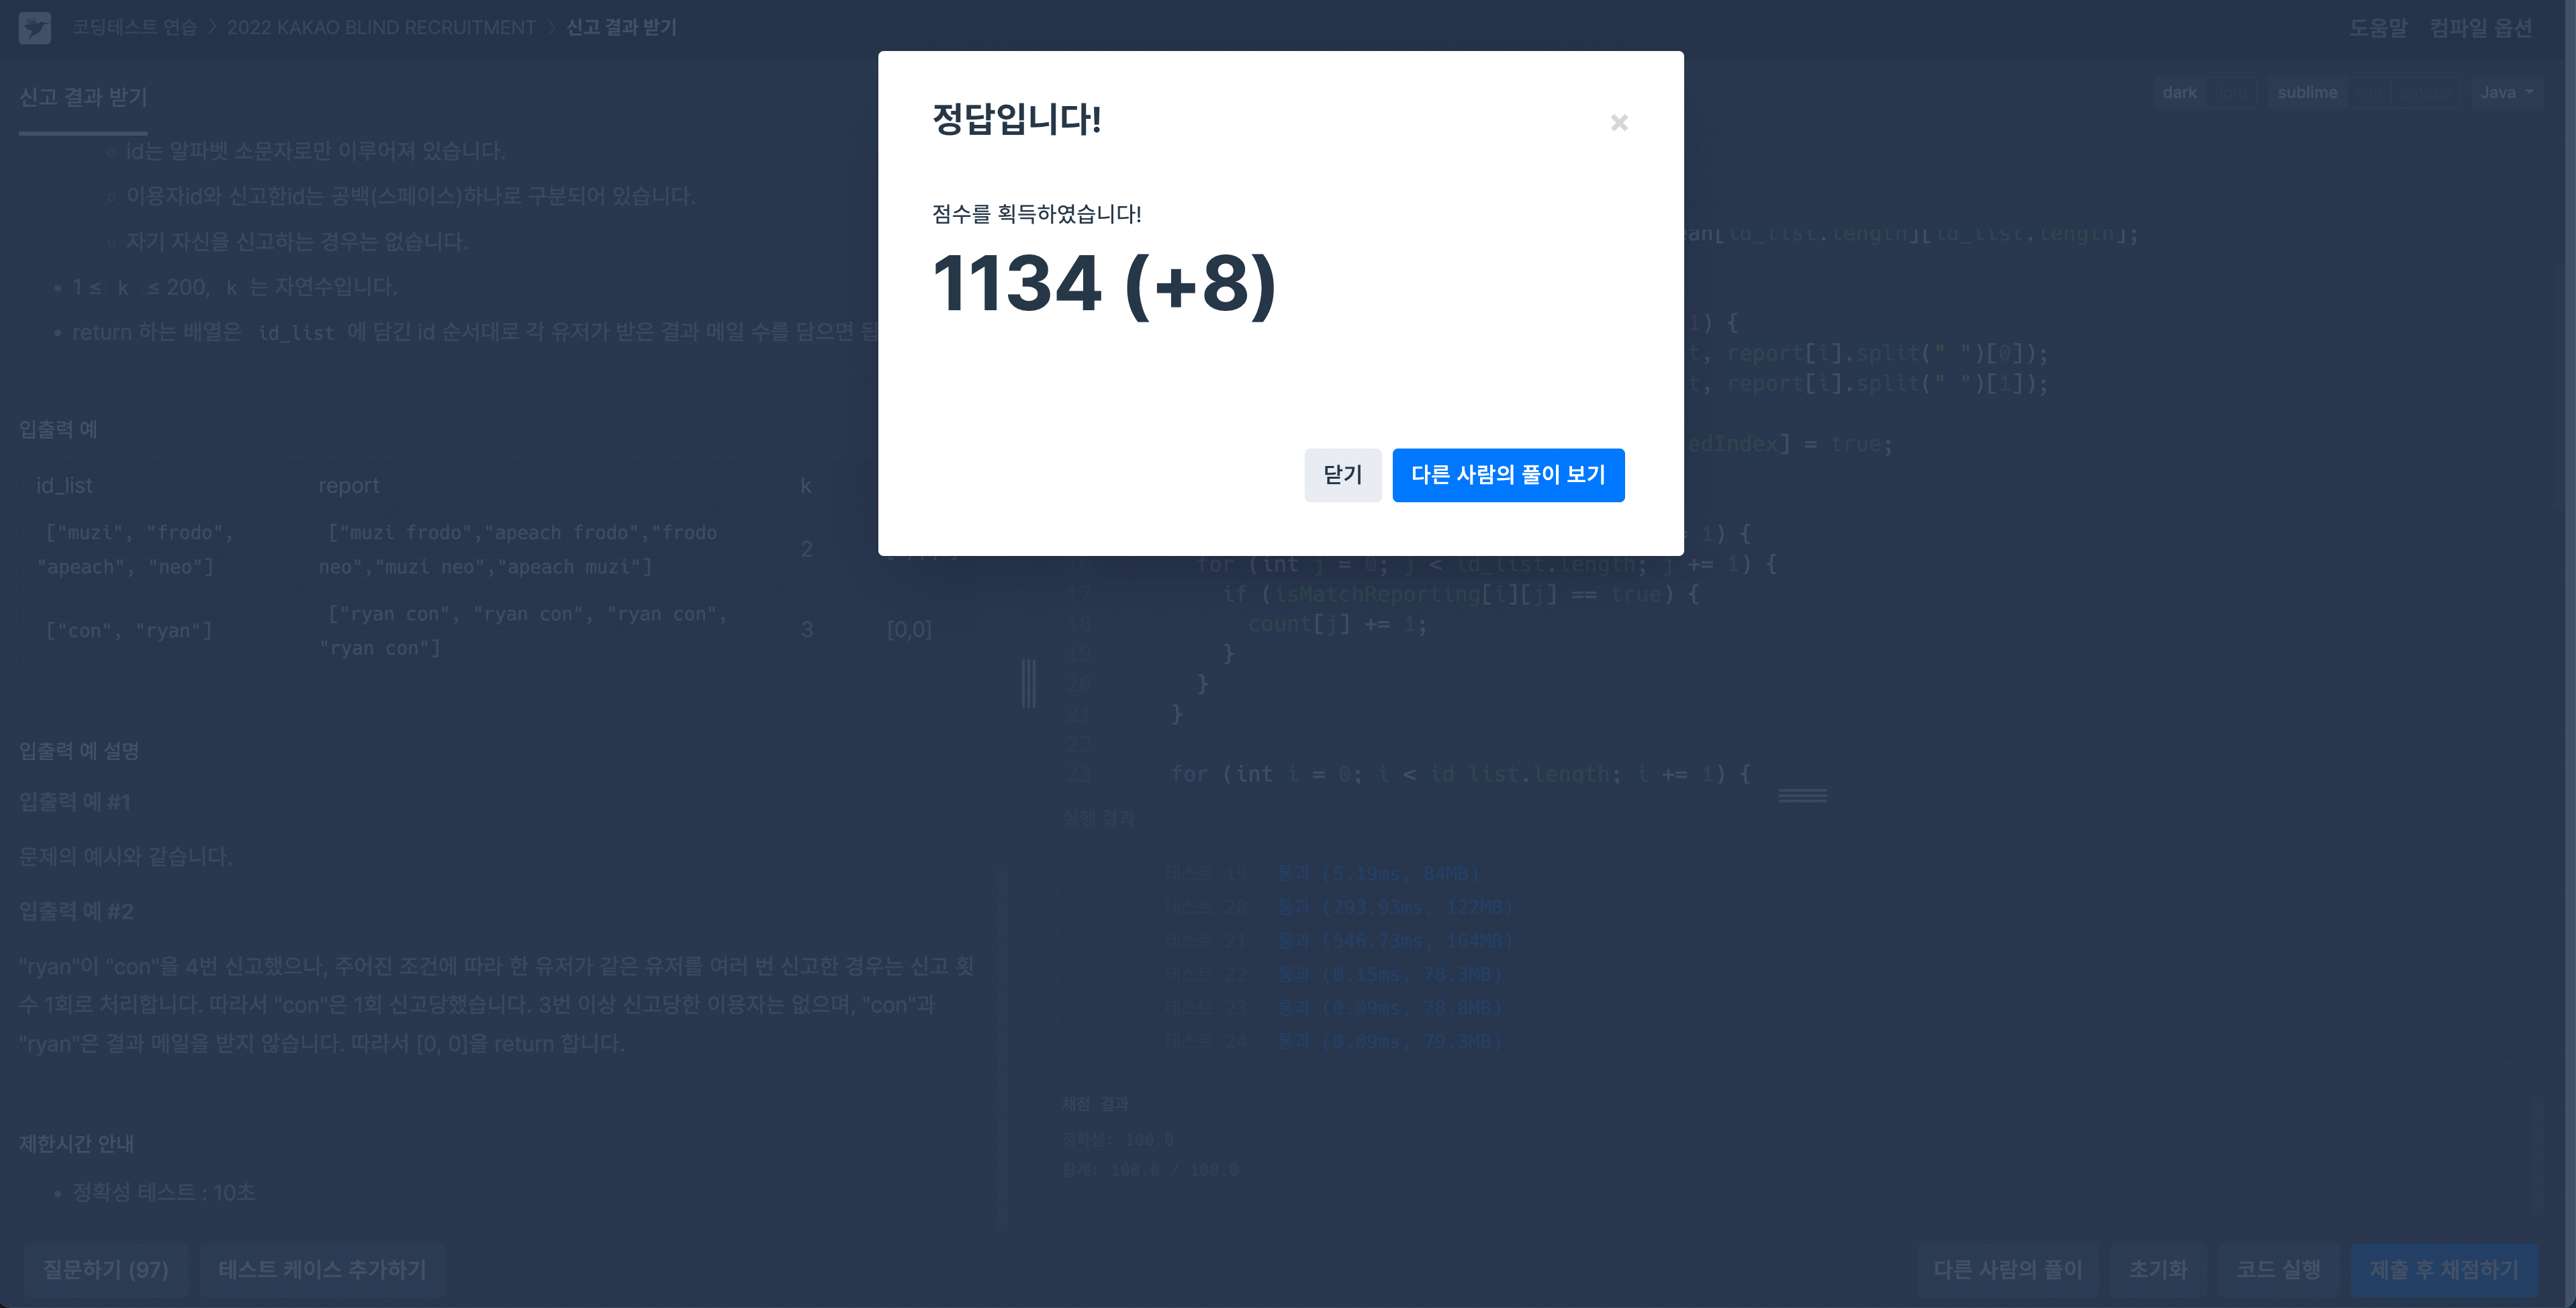 코딩테스트 연습 > 2022 KAKAO BLIND RECRUITMENT > 신고 결과 받기
도움말 컴파일 옵션
신고 결과 받기
dark light sublime vim emacs Java
id는 알파벳 소문자로만 이루어져 있습니다.
이용자id와 신고한id는 공백(스페이스)하나로 구분되어 있습니다.
자기 자신을 신고하는 경우는 없습니다.
1 ≤ k ≤ 200, k 는 자연수입니다.
return 하는 배열은 id_list 에 담긴 id 순서대로 각 유저가 받은 결과 메일 수를 담으면
입출력 예
id_list report k
["muzi", "frodo", "apeach", "neo"] ["muzi frodo","apeach frodo","frodo neo","muzi neo","apeach muzi"] 2
["con", "ryan"] ["ryan con", "ryan con", "ryan con", "ryan con"] 3 [0,0]
입출력 예 설명
입출력 예 #1
문제의 예시와 같습니다.
입출력 예 #2
"ryan"이 "con"을 4번 신고했으나, 주어진 조건에 따라 한 유저가 같은 유저를 여러 번 신고한 경우는 신고 횟
수 1회로 처리합니다. 따라서 "con"은 1회 신고당했습니다. 3번 이상 신고당한 이용자는 없으며, "con"과
"ryan"은 결과 메일을 받지 않습니다. 따라서 [0, 0]을 return 합니다.
제한시간 안내
정확성 테스트 : 10초
질문하기 (97) 테스트 케이스 추가하기
정답입니다!
×
점수를 획득하였습니다!
1134 (+8)
닫기 다른 사람의 풀이 보기
[id_list.length][id_list.length];
1) {
, report[i].split(" ")[0]);
, report[i].split(" ")[1]);
edIndex] = true;
1) {
16 for (int j = 0; j < id_list.length; j += 1) {
17 if (isMatchReporting[i][j] == true) {
18 count[j] += 1;
19 }
20 }
21 }
22
23 for (int i = 0; i < id_list.length; i += 1) {
실행 결과
테스트 19 통과 (5.19ms, 84MB)
테스트 20 통과 (293.93ms, 122MB)
테스트 21 통과 (546.73ms, 164MB)
테스트 22 통과 (0.15ms, 78.3MB)
테스트 23 통과 (0.09ms, 78.8MB)
테스트 24 통과 (0.09ms, 79.3MB)
채점 결과
정확성: 100.0
합계: 100.0 / 100.0
다른 사람의 풀이 초기화 코드 실행 제출 후 채점하기